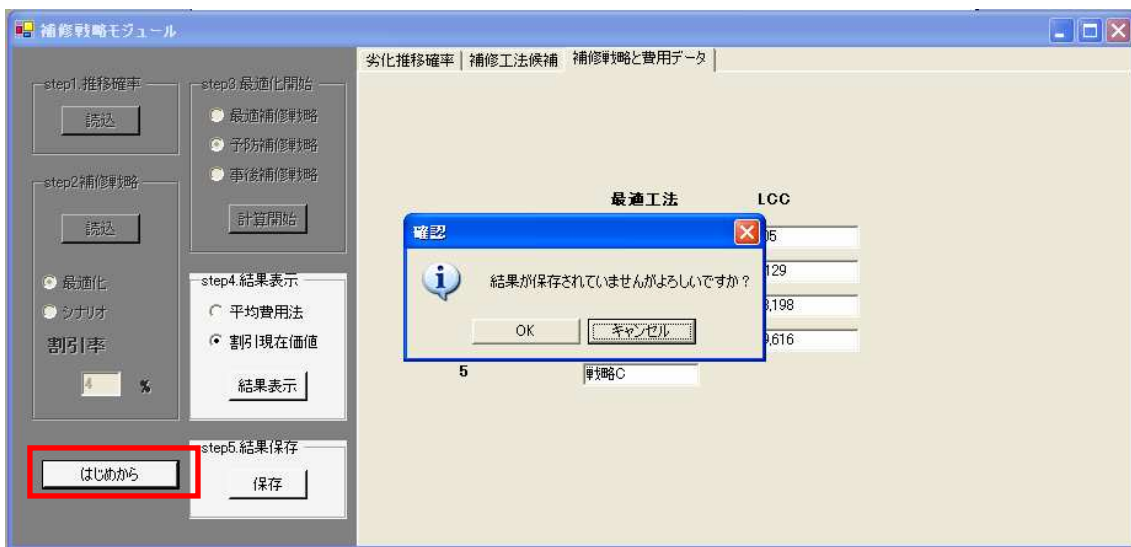 補修戦略モジュール
劣化推移確率
補修工法候補
補修戦略と費用データ
step1.推移確率
読込
step2補修戦略
読込
最適化
シナリオ
割引率
4 %
はじめから
step3.最適化開始
最適補修戦略
予防補修戦略
事後補修戦略
計算開始
step4.結果表示
平均費用法
割引現在価値
結果表示
step5.結果保存
保存
最適工法 LCC
05
129
3,198
9,616
5 戦略C
確認
結果が保存されていませんがよろしいですか?
OK キャンセル